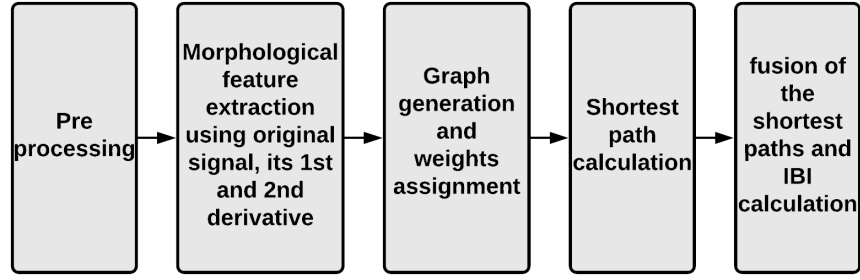 Pre
processing
Morphological
feature
extraction
using original
signal, its 1st
and 2nd
derivative
Graph
generation
and
weights
assignment
Shortest
path
calculation
fusion of
the
shortest
paths and
IBI
calculation